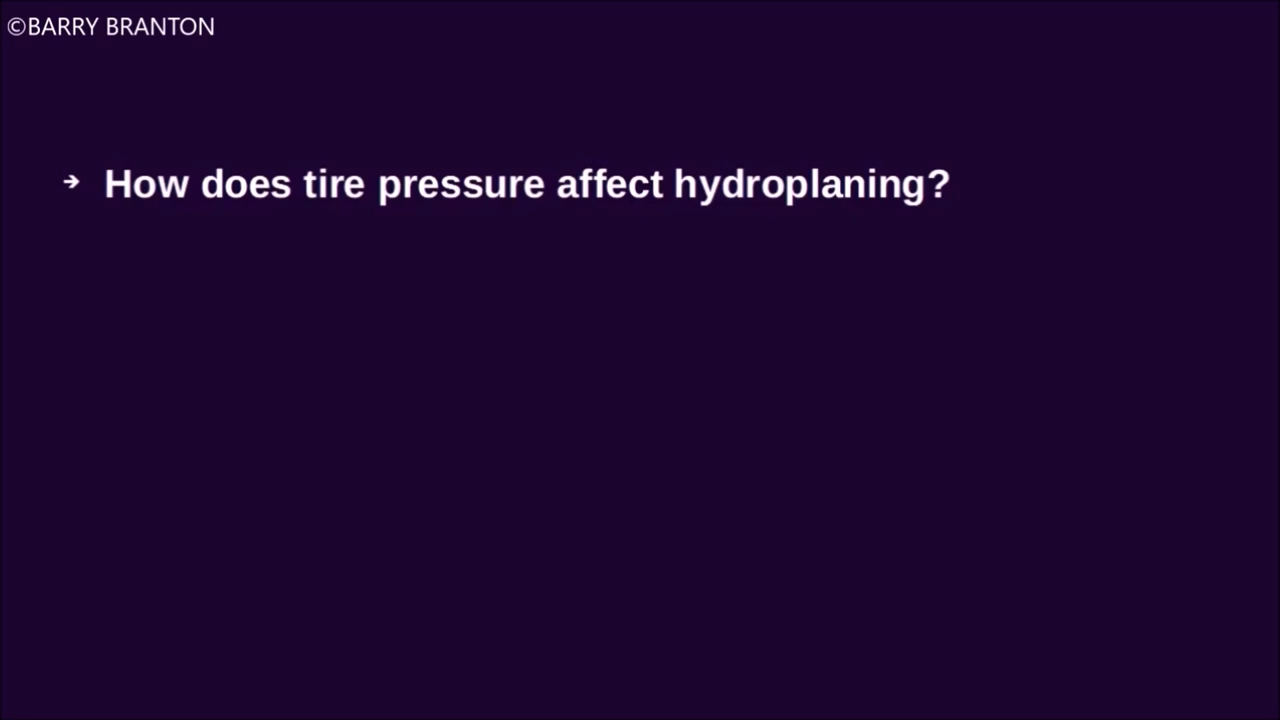 ©BARRY BRANTON
➔ How does tire pressure affect hydroplaning?